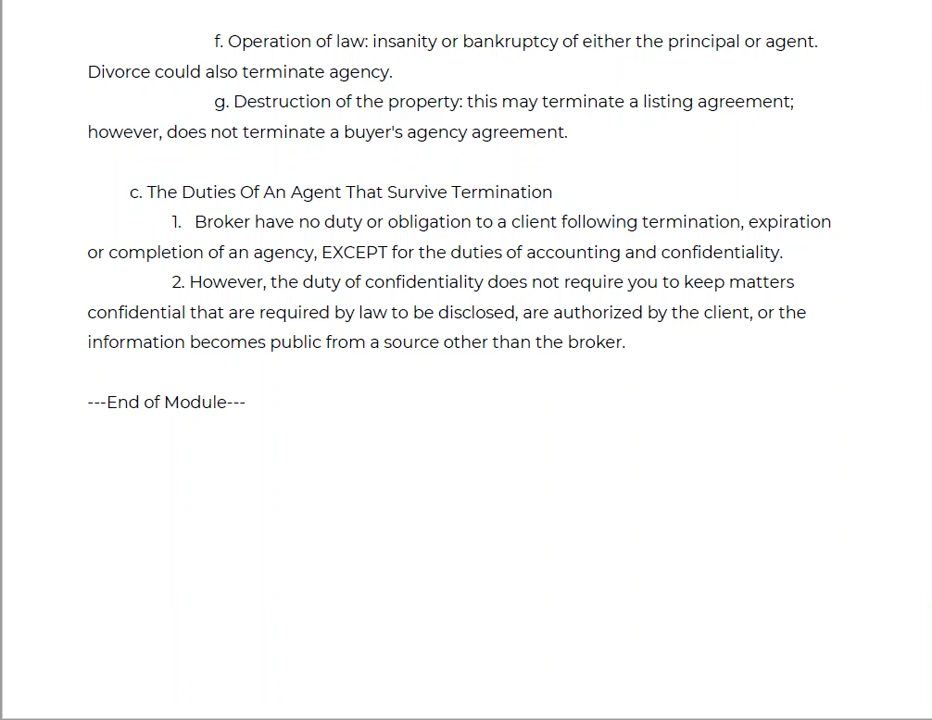 f. Operation of law: insanity or bankruptcy of either the principal or agent.
Divorce could also terminate agency.
g. Destruction of the property: this may terminate a listing agreement;
however, does not terminate a buyer's agency agreement.
c. The Duties Of An Agent That Survive Termination
1. Broker have no duty or obligation to a client following termination, expiration
or completion of an agency, EXCEPT for the duties of accounting and confidentiality.
2. However, the duty of confidentiality does not require you to keep matters
confidential that are required by law to be disclosed, are authorized by the client, or the
information becomes public from a source other than the broker.
---End of Module---